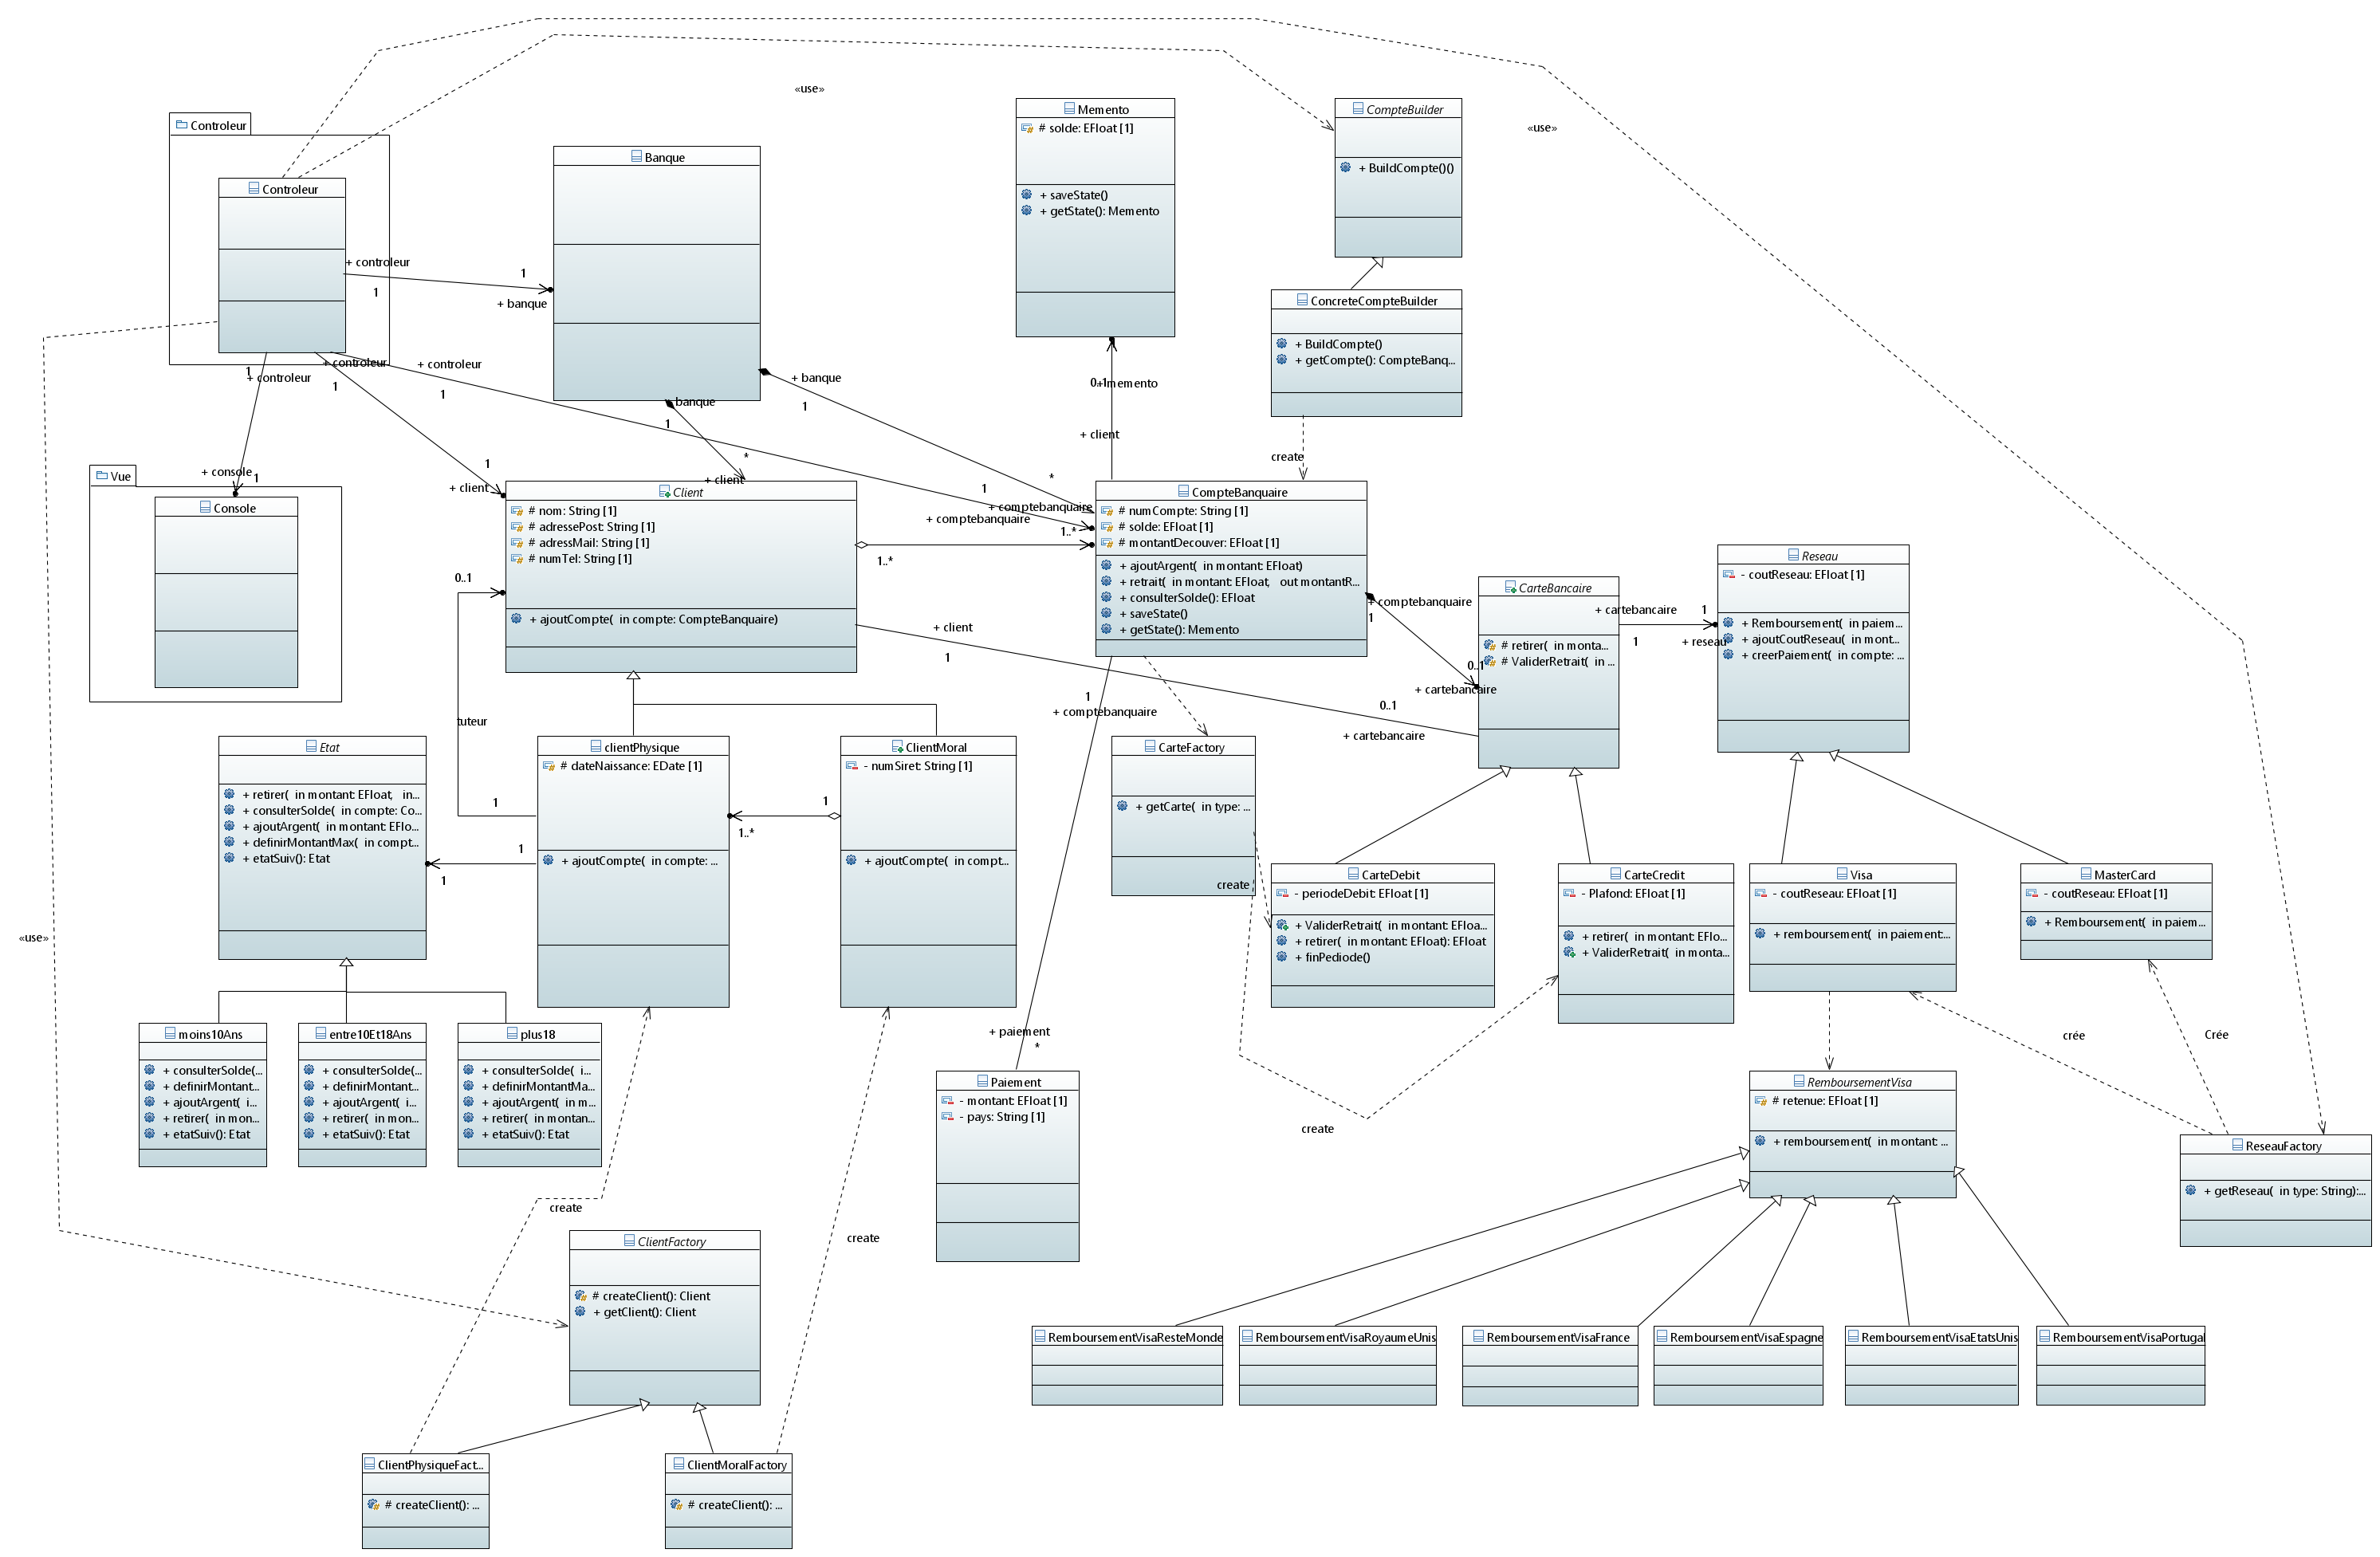 «use»
«use»
Controleur
Controleur
+ controleur
1
1
+ banque
Banque
Memento
# solde: EFloat [1]
+ saveState()
+ getState(): Memento
CompteBuilder
+ BuildCompte()()
ConcreteCompteBuilder
+ BuildCompte()
+ getCompte(): CompteBanq...
create
+ controleur
1
+ controleur
1
+ controleur
1
+ banque
1
banque
1
0..1
+ memento
+ client
+ console
1
Vue
Console
1
+ client
*
+ client
1
*
+ comptebanquaire
+ comptebanquaire
1..*
1..*
Client
# nom: String [1]
# adressePost: String [1]
# adressMail: String [1]
# numTel: String [1]
+ ajoutCompte(  in compte: CompteBanquaire)
CompteBanquaire
# numCompte: String [1]
# solde: EFloat [1]
# montantDecouver: EFloat [1]
+ ajoutArgent(  in montant: EFloat)
+ retrait(  in montant: EFloat,   out montantR...
+ consulterSolde(): EFloat
+ saveState()
+ getState(): Memento
+ comptebanquaire
1
0..1
+ cartebancaire
CarteBancaire
# retirer(  in monta...
# ValiderRetrait(  in ...
+ cartebancaire
1
1
+ reseau
Reseau
- coutReseau: EFloat [1]
+ Remboursement(  in paiem...
+ ajoutCoutReseau(  in mont...
+ creerPaiement(  in compte: ...
0..1
tuteur
1
+ client
1
0..1
+ cartebancaire
1
+ comptebanquaire
Etat
+ retirer(  in montant: EFloat,   in...
+ consulterSolde(  in compte: Co...
+ ajoutArgent(  in montant: EFlo...
+ definirMontantMax(  in compt...
+ etatSuiv(): Etat
1
1
clientPhysique
# dateNaissance: EDate [1]
+ ajoutCompte(  in compte: ...
1
1..*
ClientMoral
- numSiret: String [1]
+ ajoutCompte(  in compt...
CarteFactory
+ getCarte(  in type: ...
create
CarteDebit
- periodeDebit: EFloat [1]
+ ValiderRetrait(  in montant: EFloa...
+ retirer(  in montant: EFloat): EFloat
+ finPediode()
CarteCredit
- Plafond: EFloat [1]
+ retirer(  in montant: EFlo...
+ ValiderRetrait(  in monta...
Visa
- coutReseau: EFloat [1]
+ remboursement(  in paiement:...
MasterCard
- coutReseau: EFloat [1]
+ Remboursement(  in paiem...
«use»
moins10Ans
+ consulterSolde(...
+ definirMontant...
+ ajoutArgent(  i...
+ retirer(  in mon...
+ etatSuiv(): Etat
entre10Et18Ans
+ consulterSolde(...
+ definirMontant...
+ ajoutArgent(  i...
+ retirer(  in mon...
+ etatSuiv(): Etat
plus18
+ consulterSolde(  i...
+ definirMontantMa...
+ ajoutArgent(  in m...
+ retirer(  in montan...
+ etatSuiv(): Etat
+ paiement
*
Paiement
- montant: EFloat [1]
- pays: String [1]
create
crée
Crée
RemboursementVisa
# retenue: EFloat [1]
+ remboursement(  in montant: ...
ReseauFactory
+ getReseau(  in type: String):...
create
create
ClientFactory
# createClient(): Client
+ getClient(): Client
RemboursementVisaResteMonde
RemboursementVisaRoyaumeUnis
RemboursementVisaFrance
RemboursementVisaEspagne
RemboursementVisaEtatsUnis
RemboursementVisaPortugal
ClientPhysiqueFact...
# createClient(): ...
ClientMoralFactory
# createClient(): ...